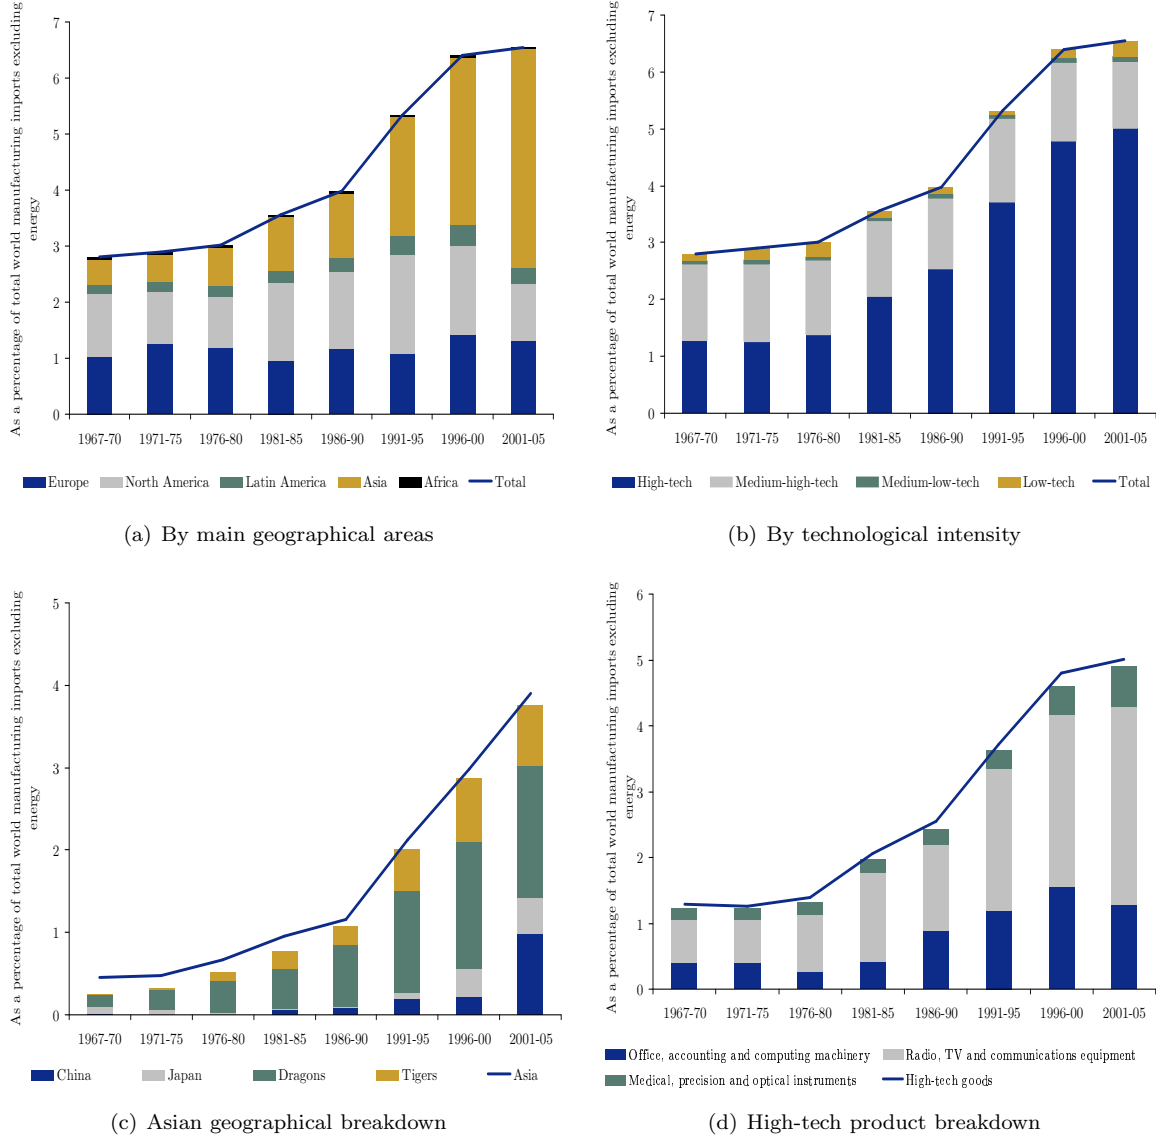 As a percentage of total world manufacturing imports excluding
energy
7
6
5
4
3
2
1
0
1967-70 1971-75 1976-80 1981-85 1986-90 1991-95 1996-00 2001-05
Europe North America Latin America Asia Africa Total
(a) By main geographical areas
As a percentage of total world manufacturing imports excluding
energy
7
6
5
4
3
2
1
0
1967-70 1971-75 1976-80 1981-85 1986-90 1991-95 1996-00 2001-05
High-tech Medium-high-tech Medium-low-tech Low-tech Total
(b) By technological intensity
As a percentage of total world manufacturing imports excluding
energy
5
4
3
2
1
0
1967-70 1971-75 1976-80 1981-85 1986-90 1991-95 1996-00 2001-05
China Japan Dragons Tigers Asia
(c) Asian geographical breakdown
As a percentage of total world manufacturing imports excluding
energy
6
5
4
3
2
1
0
1967-70 1971-75 1976-80 1981-85 1986-90 1991-95 1996-00 2001-05
Office, accounting and computing machinery Radio, TV and communications equipment
Medical, precision and optical instruments High-tech goods
(d) High-tech product breakdown